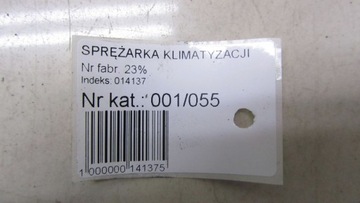 SPRĘŻARKA KLIMATYZACJI
Nr fabr. 23%
Indeks: 014137
Nr kat.: 001/055
1 000000 141375